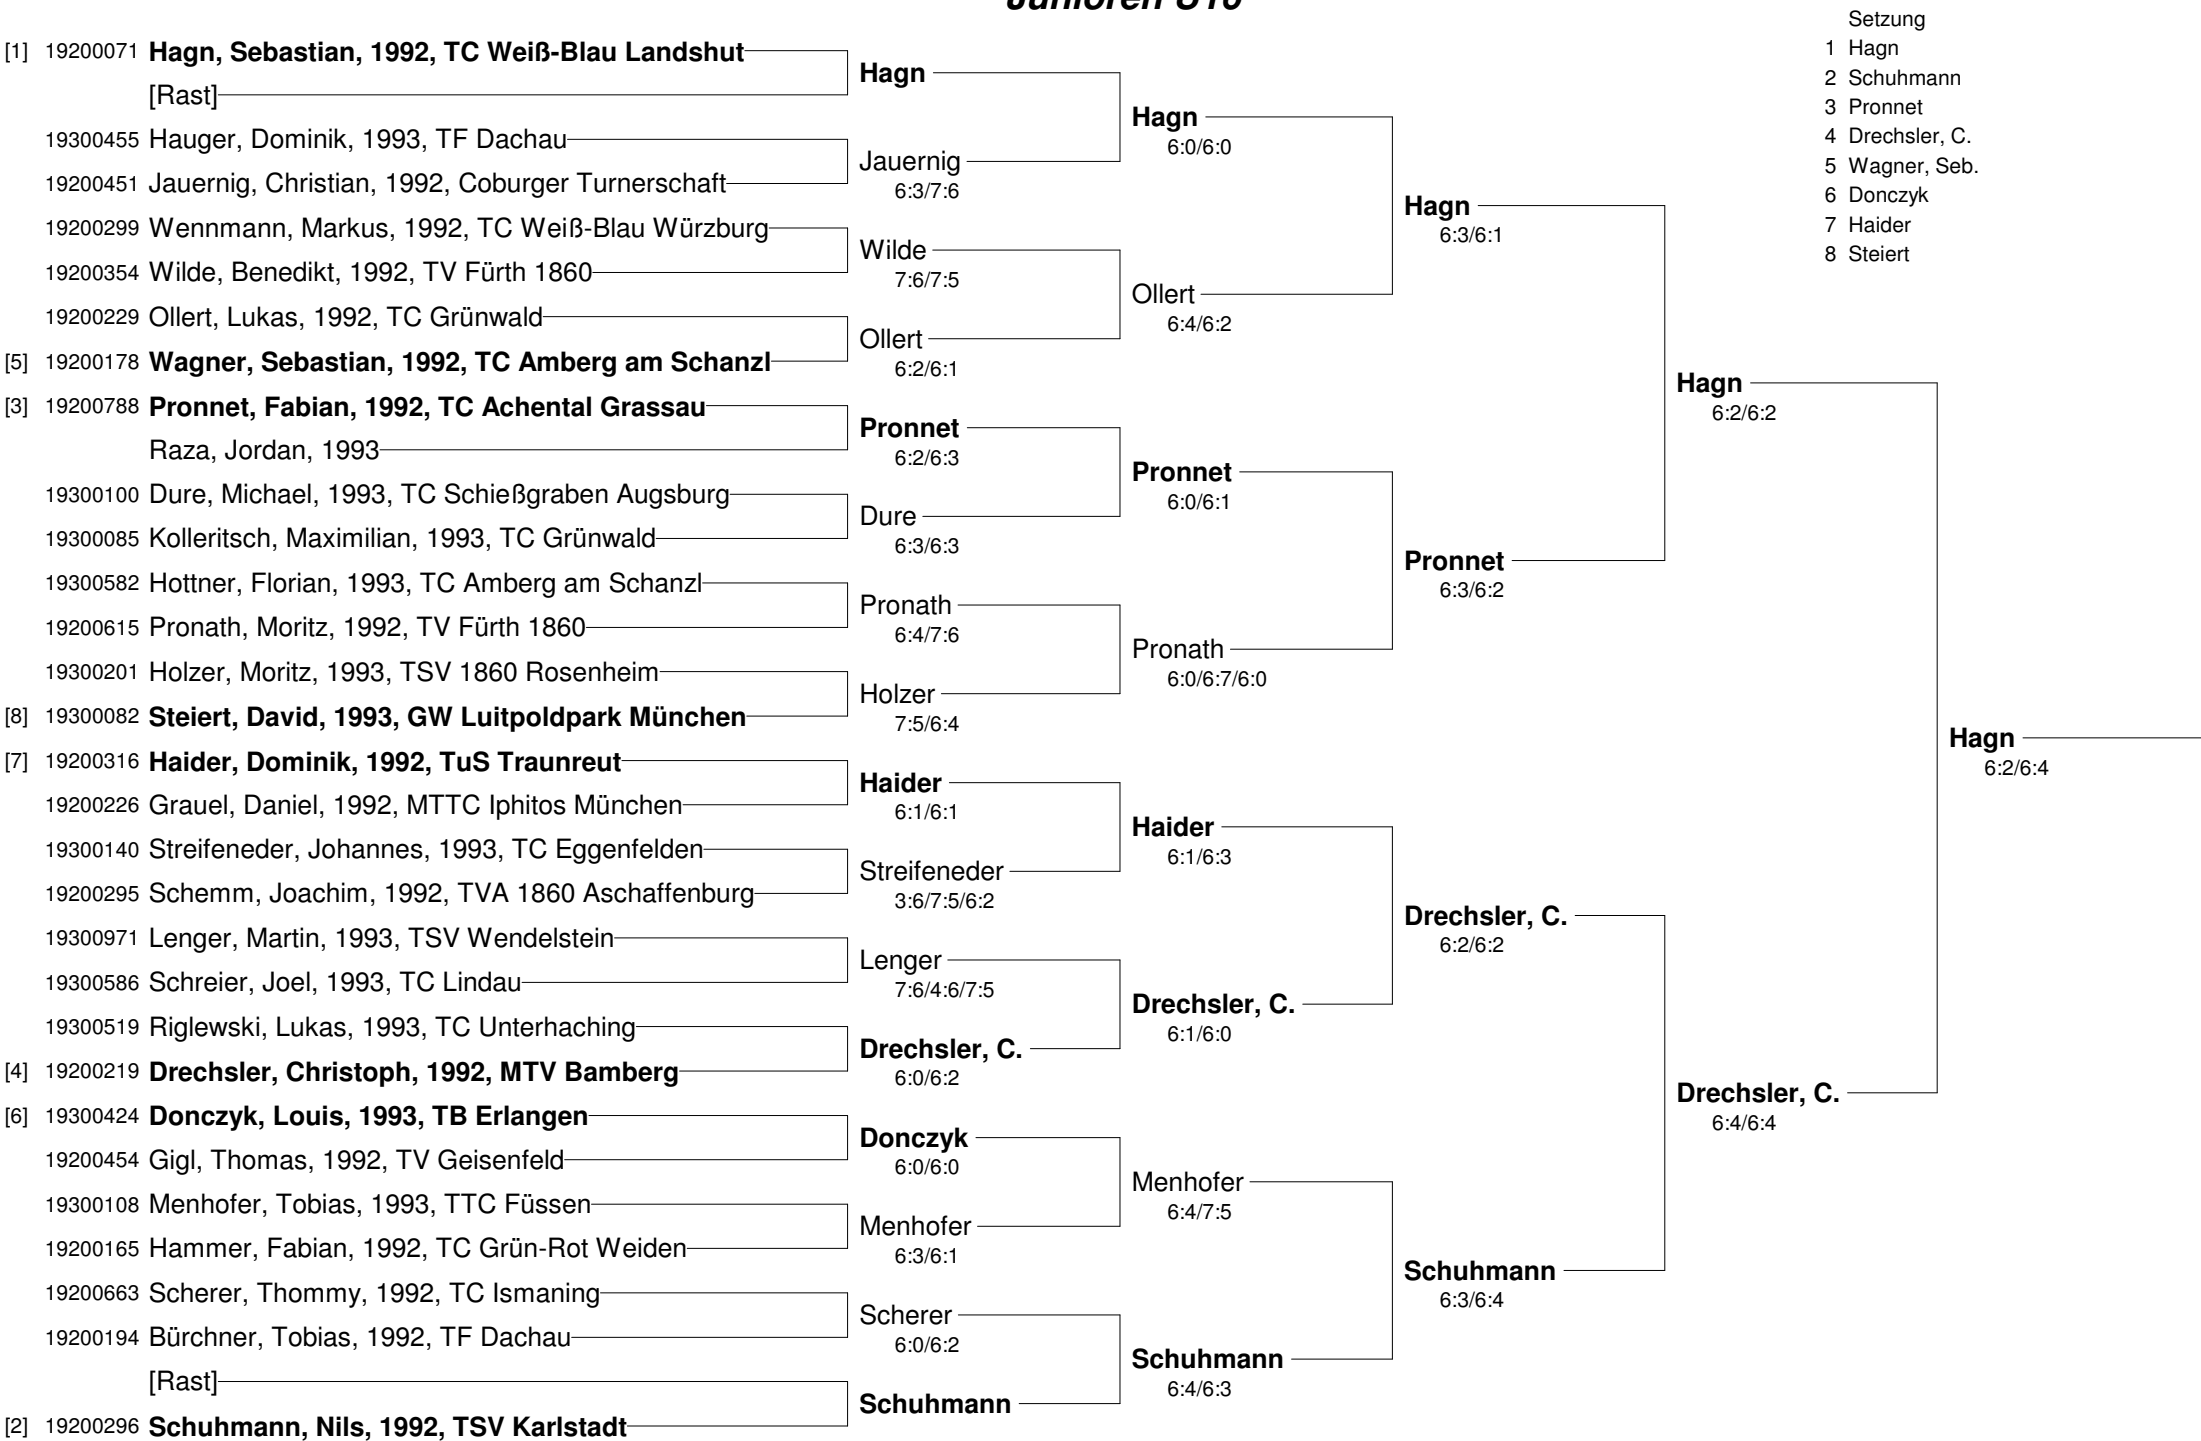 Junioren U10
Setzung
1 Hagn
2 Schuhmann
3 Pronnet
4 Drechsler, C.
5 Wagner, Seb.
6 Donczyk
7 Haider
8 Steiert
[1] 19200071 Hagn, Sebastian, 1992, TC Weiß-Blau Landshut
[Rast]
19300455 Hauger, Dominik, 1993, TF Dachau
19200451 Jauernig, Christian, 1992, Coburger Turnerschaft
19200299 Wennmann, Markus, 1992, TC Weiß-Blau Würzburg
19200354 Wilde, Benedikt, 1992, TV Fürth 1860
19200229 Ollert, Lukas, 1992, TC Grünwald
[5] 19200178 Wagner, Sebastian, 1992, TC Amberg am Schanzl
[3] 19200788 Pronnet, Fabian, 1992, TC Achental Grassau
Raza, Jordan, 1993
19300100 Dure, Michael, 1993, TC Schießgraben Augsburg
19300085 Kolleritsch, Maximilian, 1993, TC Grünwald
19300582 Hottner, Florian, 1993, TC Amberg am Schanzl
19200615 Pronath, Moritz, 1992, TV Fürth 1860
19300201 Holzer, Moritz, 1993, TSV 1860 Rosenheim
[8] 19300082 Steiert, David, 1993, GW Luitpoldpark München
[7] 19200316 Haider, Dominik, 1992, TuS Traunreut
19200226 Grauel, Daniel, 1992, MTTC Iphitos München
19300140 Streifeneder, Johannes, 1993, TC Eggenfelden
19200295 Schemm, Joachim, 1992, TVA 1860 Aschaffenburg
19300971 Lenger, Martin, 1993, TSV Wendelstein
19300586 Schreier, Joel, 1993, TC Lindau
19300519 Riglewski, Lukas, 1993, TC Unterhaching
[4] 19200219 Drechsler, Christoph, 1992, MTV Bamberg
[6] 19300424 Donczyk, Louis, 1993, TB Erlangen
19200454 Gigl, Thomas, 1992, TV Geisenfeld
19300108 Menhofer, Tobias, 1993, TTC Füssen
19200165 Hammer, Fabian, 1992, TC Grün-Rot Weiden
19200663 Scherer, Thommy, 1992, TC Ismaning
19200194 Bürchner, Tobias, 1992, TF Dachau
[Rast]
[2] 19200296 Schuhmann, Nils, 1992, TSV Karlstadt
Hagn
Jauernig
6:3/7:6
Wilde
7:6/7:5
Ollert
6:2/6:1
Pronnet
6:2/6:3
Dure
6:3/6:3
Pronath
6:4/7:6
Holzer
7:5/6:4
Haider
6:1/6:1
Streifeneder
3:6/7:5/6:2
Lenger
7:6/4:6/7:5
Drechsler, C.
6:0/6:2
Donczyk
6:0/6:0
Menhofer
6:3/6:1
Scherer
6:0/6:2
Schuhmann
Hagn
6:0/6:0
Ollert
6:4/6:2
Pronnet
6:0/6:1
Pronath
6:0/6:7/6:0
Haider
6:1/6:3
Drechsler, C.
6:1/6:0
Menhofer
6:4/7:5
Schuhmann
6:4/6:3
Hagn
6:3/6:1
Pronnet
6:3/6:2
Drechsler, C.
6:2/6:2
Schuhmann
6:3/6:4
Hagn
6:2/6:2
Drechsler, C.
6:4/6:4
Hagn
6:2/6:4